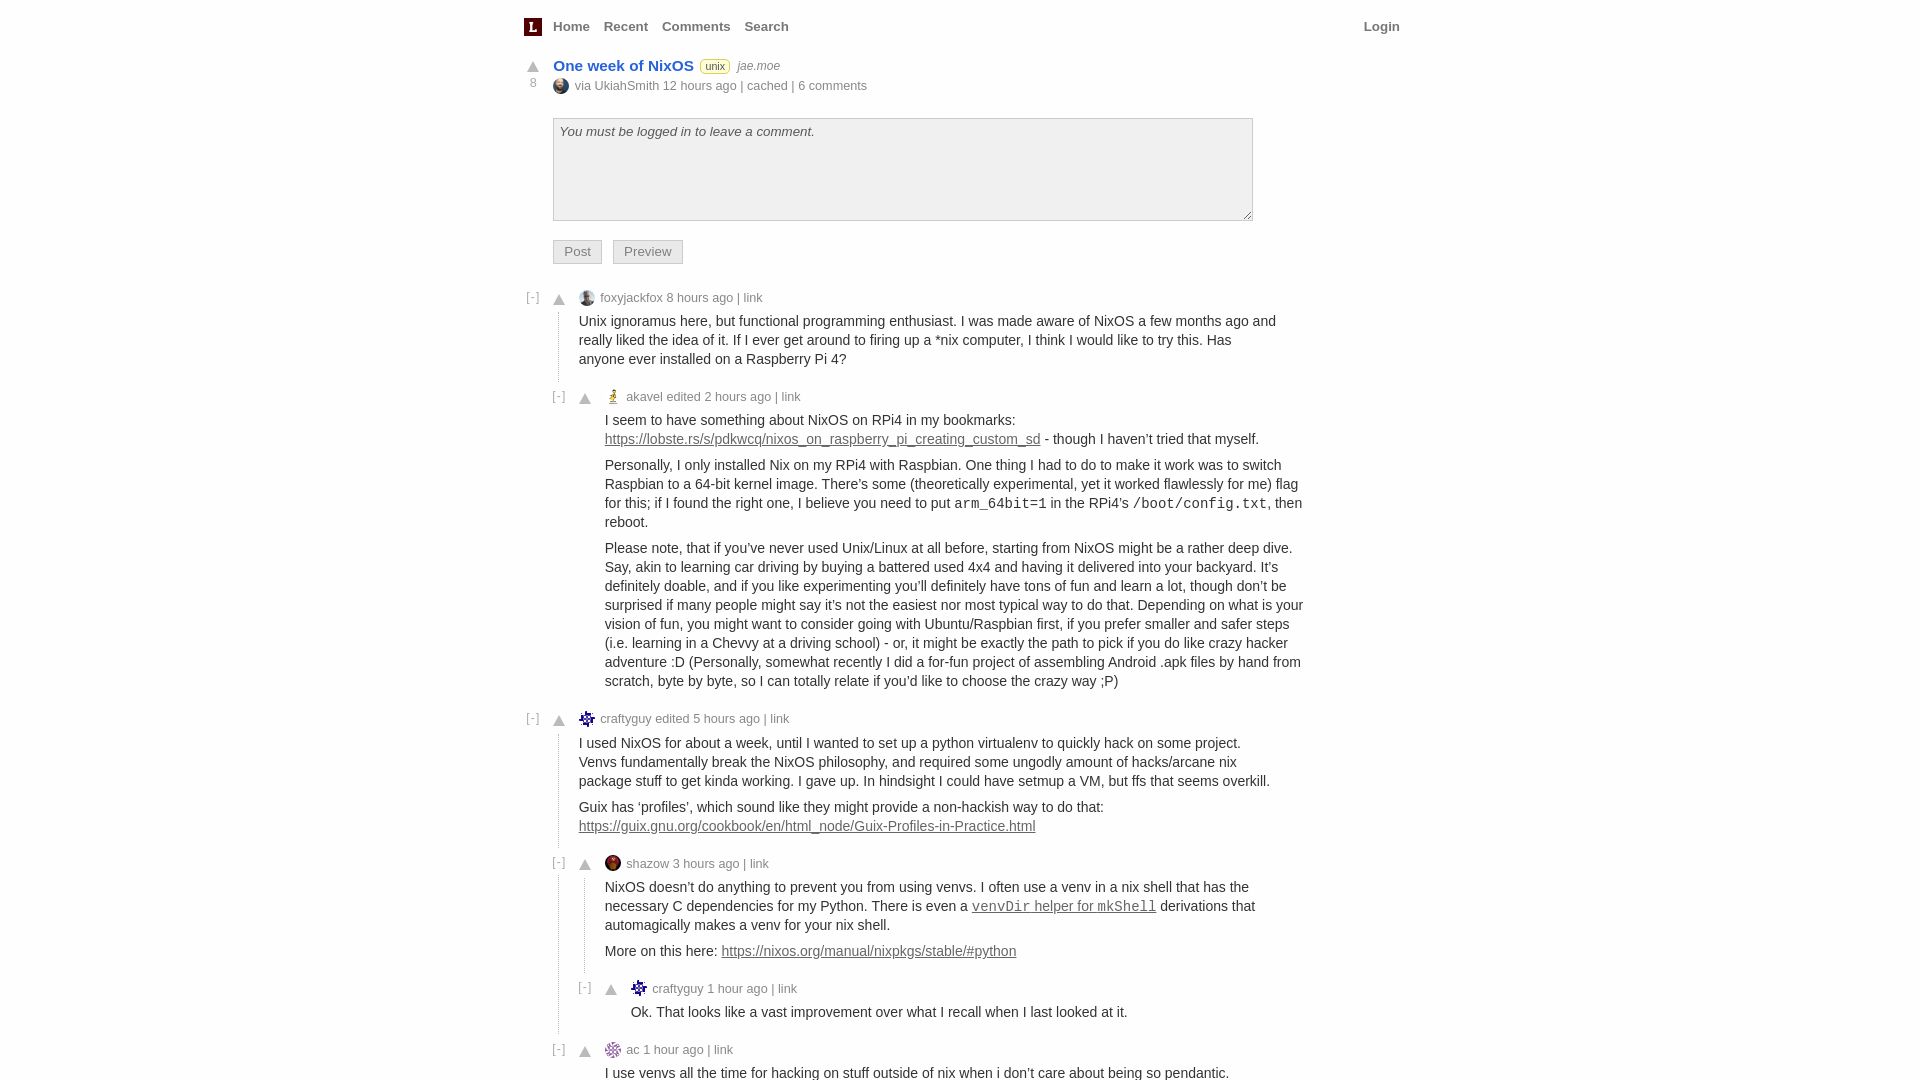 L Home Recent Comments Search Login
One week of NixOS unix jae.moe
8 via UkiahSmith 12 hours ago | cached | 6 comments
You must be logged in to leave a comment.
Post Preview
[-] foxyjackfox 8 hours ago | link
Unix ignoramus here, but functional programming enthusiast. I was made aware of NixOS a few months ago and
really liked the idea of it. If I ever get around to firing up a *nix computer, I think I would like to try this. Has
anyone ever installed on a Raspberry Pi 4?
[-] akavel edited 2 hours ago | link
I seem to have something about NixOS on RPi4 in my bookmarks:
https://lobste.rs/s/pdkwcq/nixos_on_raspberry_pi_creating_custom_sd - though I haven’t tried that myself.
Personally, I only installed Nix on my RPi4 with Raspbian. One thing I had to do to make it work was to switch
Raspbian to a 64-bit kernel image. There’s some (theoretically experimental, yet it worked flawlessly for me) flag
for this; if I found the right one, I believe you need to put arm_64bit=1 in the RPi4’s /boot/config.txt, then
reboot.
Please note, that if you’ve never used Unix/Linux at all before, starting from NixOS might be a rather deep dive.
Say, akin to learning car driving by buying a battered used 4x4 and having it delivered into your backyard. It’s
definitely doable, and if you like experimenting you’ll definitely have tons of fun and learn a lot, though don’t be
surprised if many people might say it’s not the easiest nor most typical way to do that. Depending on what is your
vision of fun, you might want to consider going with Ubuntu/Raspbian first, if you prefer smaller and safer steps
(i.e. learning in a Chevvy at a driving school) - or, it might be exactly the path to pick if you do like crazy hacker
adventure :D (Personally, somewhat recently I did a for-fun project of assembling Android .apk files by hand from
scratch, byte by byte, so I can totally relate if you’d like to choose the crazy way ;P)
[-] craftyguy edited 5 hours ago | link
I used NixOS for about a week, until I wanted to set up a python virtualenv to quickly hack on some project.
Venvs fundamentally break the NixOS philosophy, and required some ungodly amount of hacks/arcane nix
package stuff to get kinda working. I gave up. In hindsight I could have setmup a VM, but ffs that seems overkill.
Guix has ‘profiles’, which sound like they might provide a non-hackish way to do that:
https://guix.gnu.org/cookbook/en/html_node/Guix-Profiles-in-Practice.html
[-] shazow 3 hours ago | link
NixOS doesn’t do anything to prevent you from using venvs. I often use a venv in a nix shell that has the
necessary C dependencies for my Python. There is even a venvDir helper for mkShell derivations that
automagically makes a venv for your nix shell.
More on this here: https://nixos.org/manual/nixpkgs/stable/#python
[-] craftyguy 1 hour ago | link
Ok. That looks like a vast improvement over what I recall when I last looked at it.
[-] ac 1 hour ago | link
I use venvs all the time for hacking on stuff outside of nix when i don’t care about being so pendantic.